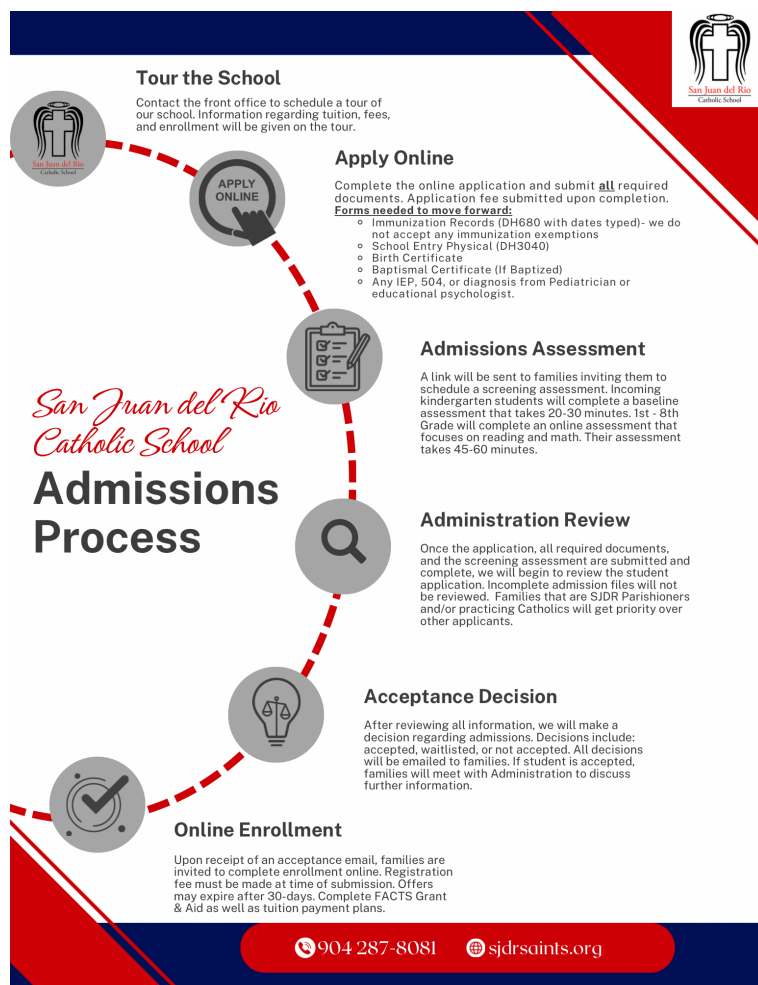 San Juan del Rio
Catholic School
Tour the School
Contact the front office to schedule a tour of
our school. Information regarding tuition, fees,
and enrollment will be given on the tour.
San Juan del Rio
Catholic School
APPLY
ONLINE
Apply Online
Complete the online application and submit all required
documents. Application fee submitted upon completion.
Forms needed to move forward:
Immunization Records (DH680 with dates typed)- we do
not accept any immunization exemptions
School Entry Physical (DH3040)
Birth Certificate
Baptismal Certificate (If Baptized)
Any IEP, 504, or diagnosis from Pediatrician or
educational psychologist.
Admissions Assessment
A link will be sent to families inviting them to
schedule a screening assessment. Incoming
kindergarten students will complete a baseline
assessment that takes 20-30 minutes. 1st - 8th
Grade will complete an online assessment that
focuses on reading and math. Their assessment
takes 45-60 minutes.
San Juan del Rio
Catholic School
Admissions
Process
Administration Review
Once the application, all required documents,
and the screening assessment are submitted and
complete, we will begin to review the student
application. Incomplete admission files will not
be reviewed. Families that are SJDR Parishioners
and/or practicing Catholics will get priority over
other applicants.
Acceptance Decision
After reviewing all information, we will make a
decision regarding admissions. Decisions include:
accepted, waitlisted, or not accepted. All decisions
will be emailed to families. If student is accepted,
families will meet with Administration to discuss
further information.
Online Enrollment
Upon receipt of an acceptance email, families are
invited to complete enrollment online. Registration
fee must be made at time of submission. Offers
may expire after 30-days. Complete FACTS Grant
& Aid as well as tuition payment plans.
904 287-8081
sjdrsaints.org